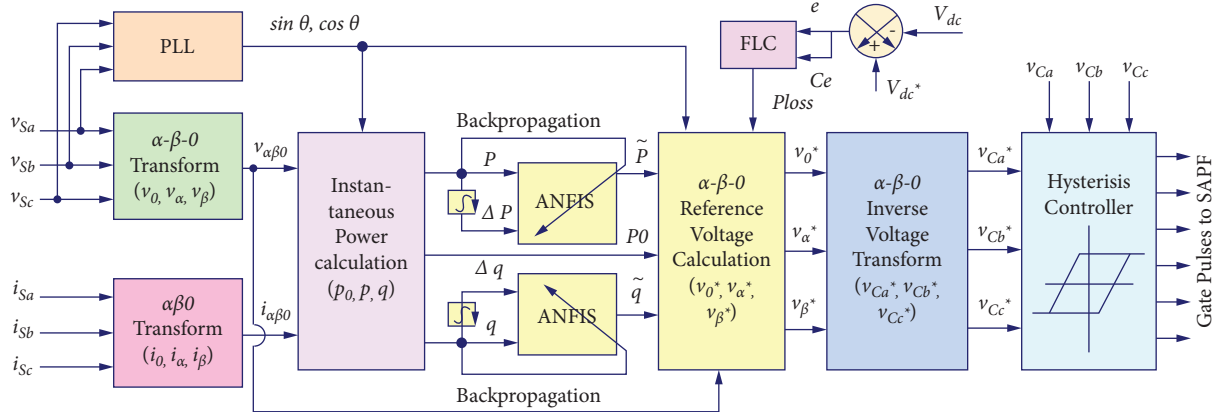 sin θ, cos θ
PLL
e
FLC
Ce
-
+
V_dc
V_dc*
Ploss
v_Sa
v_Sb
v_Sc
α-β-0
Transform
(v_0, v_α, v_β)
v_αβ0
i_Sa
i_Sb
i_Sc
αβ0
Transform
(i_0, i_α, i_β)
i_αβ0
Instan-
taneous
Power
calculation
(p_0, p, q)
Backpropagation
P
Δ P
ANFIS
P̃
P0
Δ q
q
ANFIS
q̃
Backpropagation
α-β-0
Reference
Voltage
Calculation
(v_0*, v_α*,
v_β*)
v_0*
v_α*
v_β*
α-β-0
Inverse
Voltage
Transform
(v_Ca*, v_Cb*,
v_Cc*)
v_Ca*
v_Cb*
v_Cc*
v_Ca
v_Cb
v_Cc
Hysterisis
Controller
Gate Pulses to SAPF